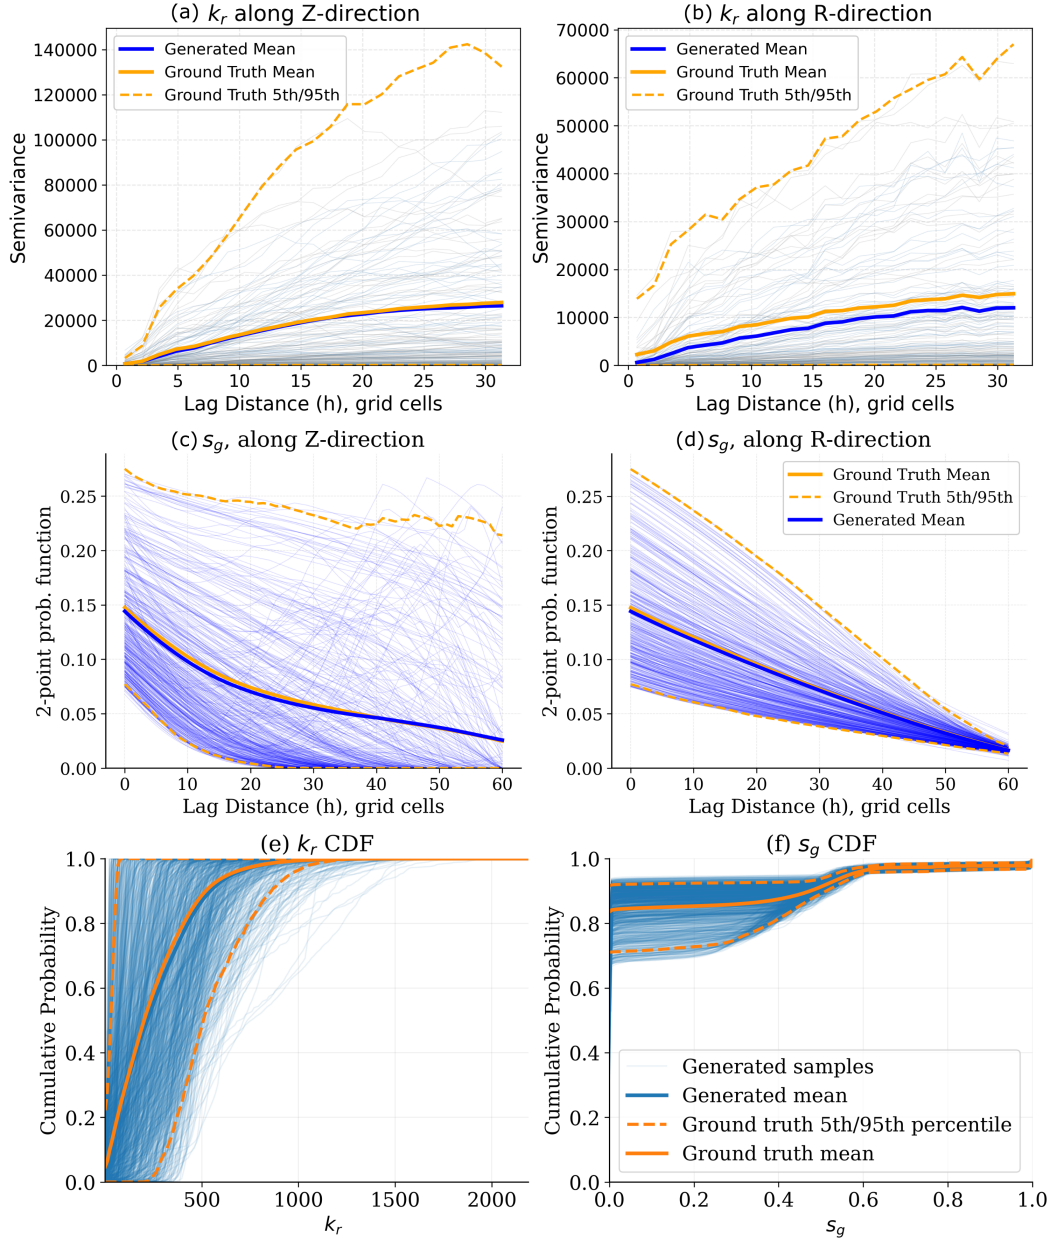 (a) k_r along Z-direction
140000
120000
100000
80000
60000
40000
20000
0
Semivariance
Generated Mean
Ground Truth Mean
Ground Truth 5th/95th
0 5 10 15 20 25 30
Lag Distance (h), grid cells
(b) k_r along R-direction
70000
60000
50000
40000
30000
20000
10000
0
Semivariance
Generated Mean
Ground Truth Mean
Ground Truth 5th/95th
0 5 10 15 20 25 30
Lag Distance (h), grid cells
(c) s_g, along Z-direction
0.25
0.20
0.15
0.10
0.05
0.00
2-point prob. function
0 10 20 30 40 50 60
Lag Distance (h), grid cells
(d) s_g, along R-direction
0.25
0.20
0.15
0.10
0.05
0.00
2-point prob. function
Ground Truth Mean
Ground Truth 5th/95th
Generated Mean
0 10 20 30 40 50 60
Lag Distance (h), grid cells
(e) k_r CDF
1.0
0.8
0.6
0.4
0.2
0.0
Cumulative Probability
500 1000 1500 2000
k_r
(f) s_g CDF
1.0
0.8
0.6
0.4
0.2
0.0
Cumulative Probability
Generated samples
Generated mean
Ground truth 5th/95th percentile
Ground truth mean
0.0 0.2 0.4 0.6 0.8 1.0
s_g